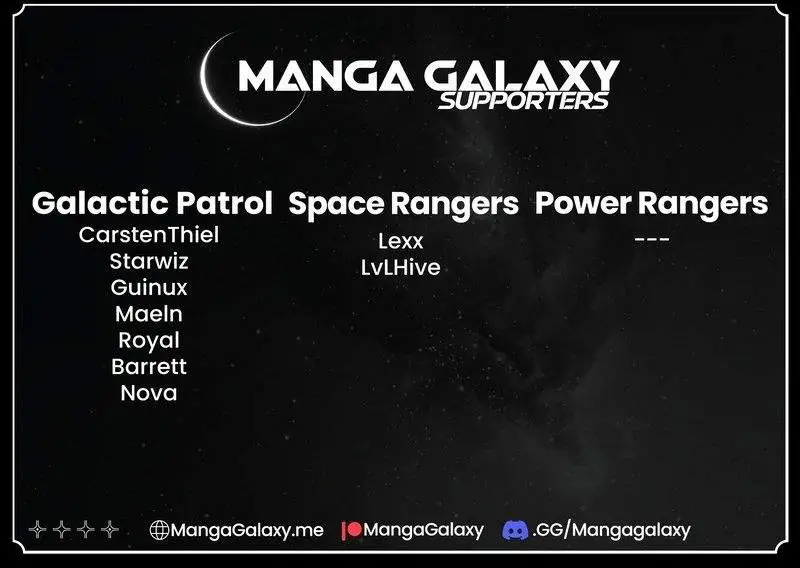 MANGA GALAXY
SUPPORTERS
Galactic Patrol
CarstenThiel
Starwiz
Guinux
Maeln
Royal
Barrett
Nova
Space Rangers
Lexx
LvLHive
Power Rangers
---
MangaGalaxy.me
MangaGalaxy
.GG/Mangagalaxy